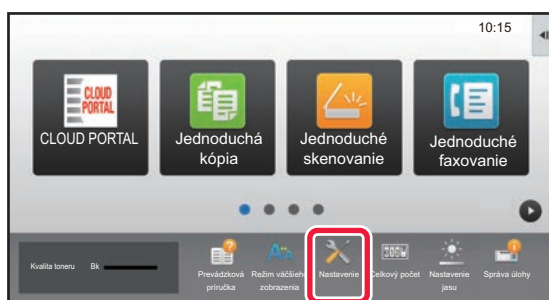 10:15
CLOUD
PORTAL
CLOUD PORTAL
Jednoduchá
kópia
Jednoduché
skenovanie
Jednoduché
faxovanie
Kvalita toneru Bk
Prevádzková
príručka
Režim väčšieho
zobrazenia
Nastavenie
Celkový počet
Nastavenie
jasu
Správa úlohy